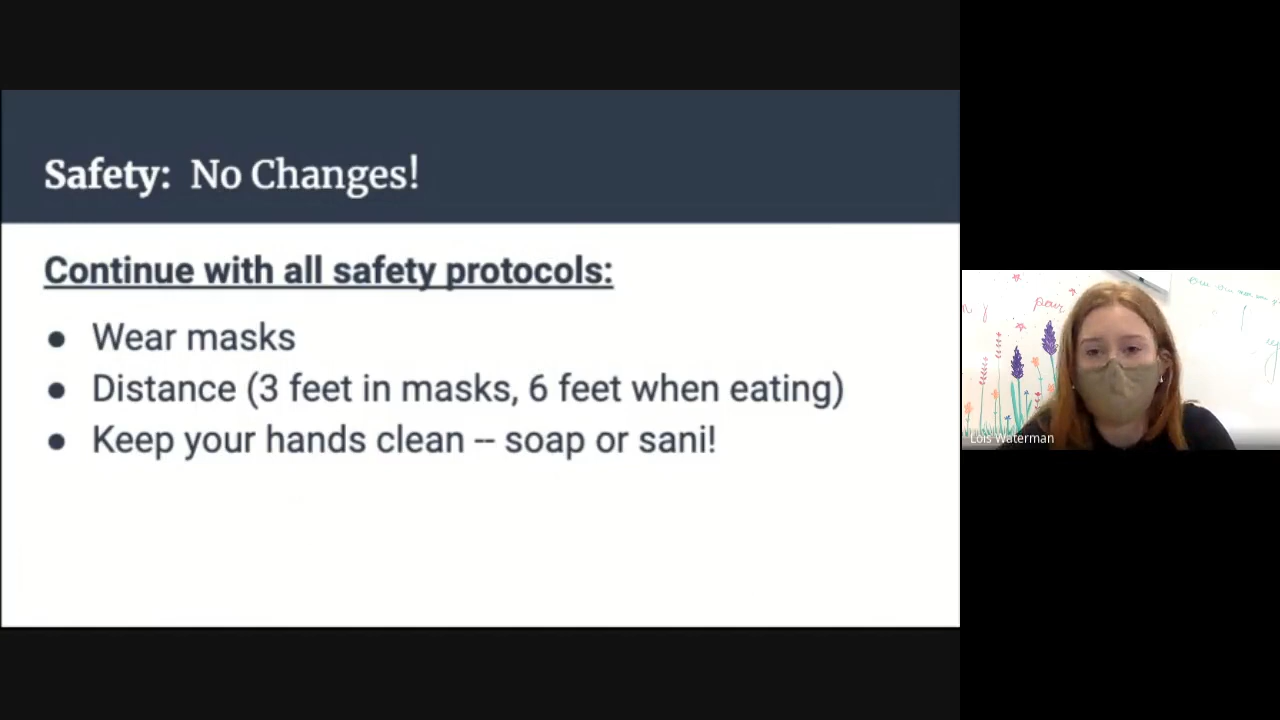 Safety: No Changes!
Continue with all safety protocols:
● Wear masks
● Distance (3 feet in masks, 6 feet when eating)
● Keep your hands clean -- soap or sani!
pour
Lois Waterman